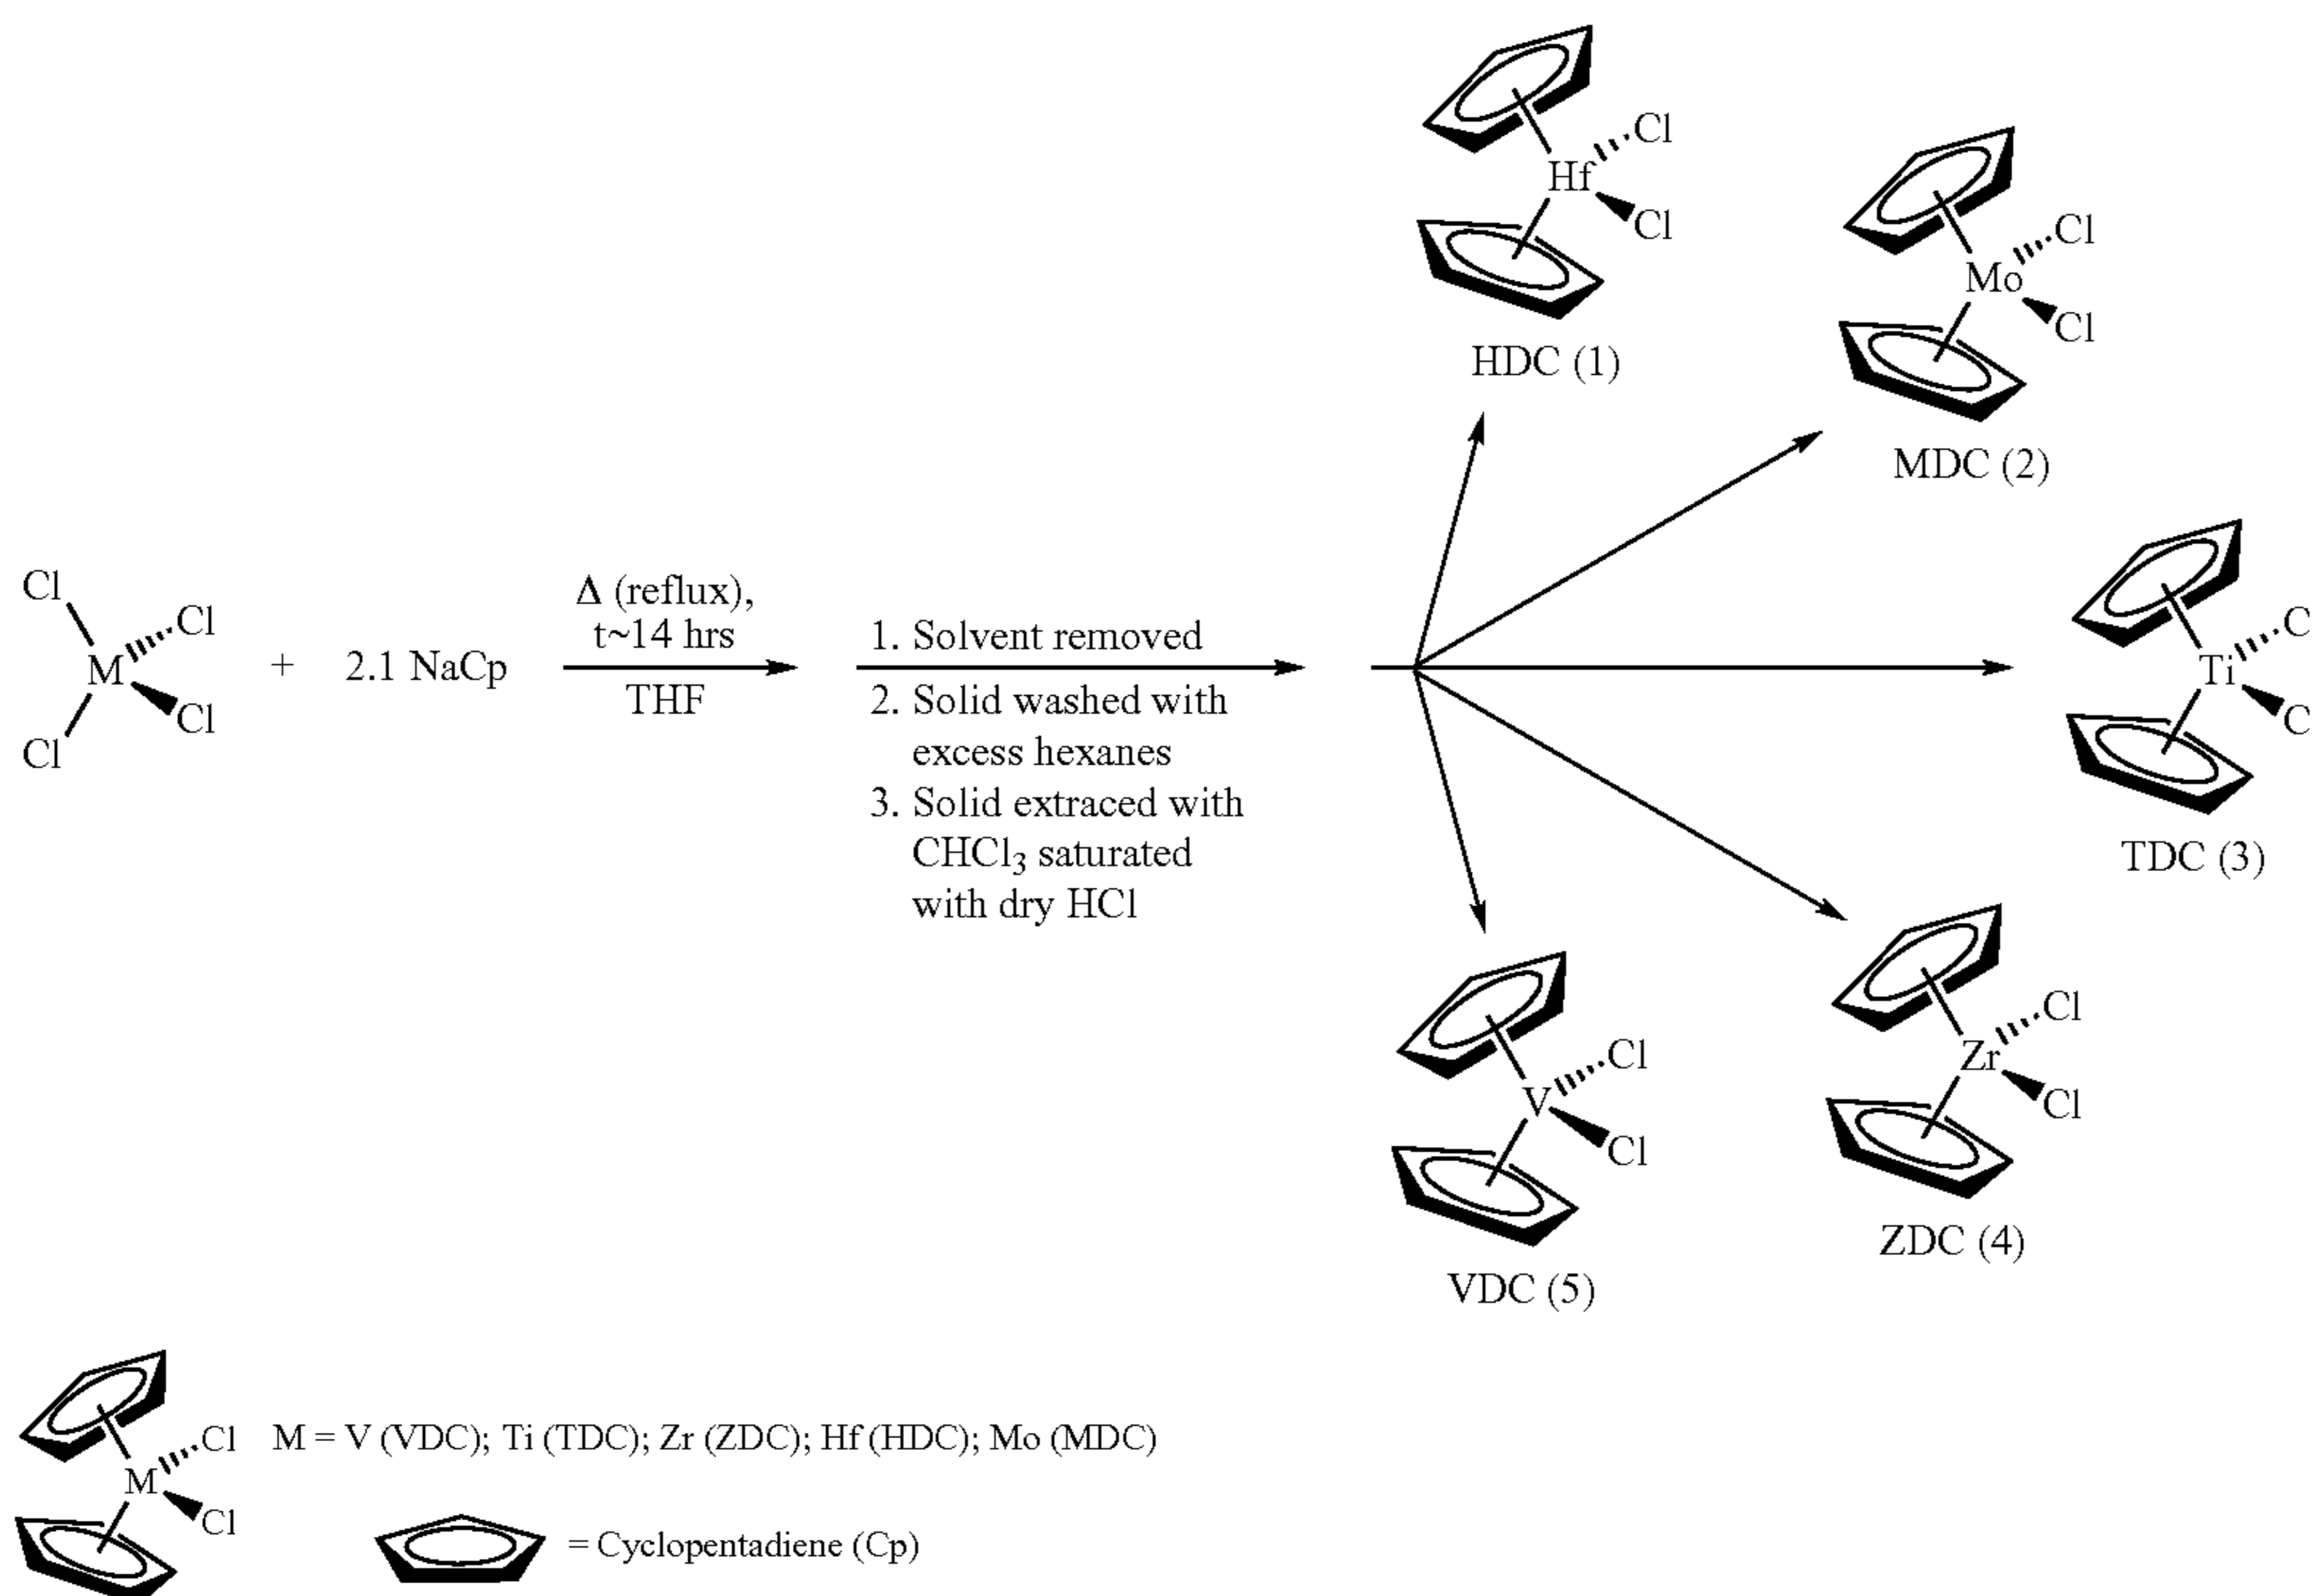 Cl
Cl
Hf
Cl
HDC (1)
Cl
Mo
Cl
MDC (2)
Cl
Cl
M
Cl
Cl
+
2.1 NaCp
Δ (reflux),
t~14 hrs
THF
1. Solvent removed
2. Solid washed with
excess hexanes
3. Solid extraced with
CHCl₃ saturated
with dry HCl
C
Ti
C
TDC (3)
Cl
V
Cl
VDC (5)
Cl
Zr
Cl
ZDC (4)
Cl
M
Cl
M = V (VDC); Ti (TDC); Zr (ZDC); Hf (HDC); Mo (MDC)
= Cyclopentadiene (Cp)